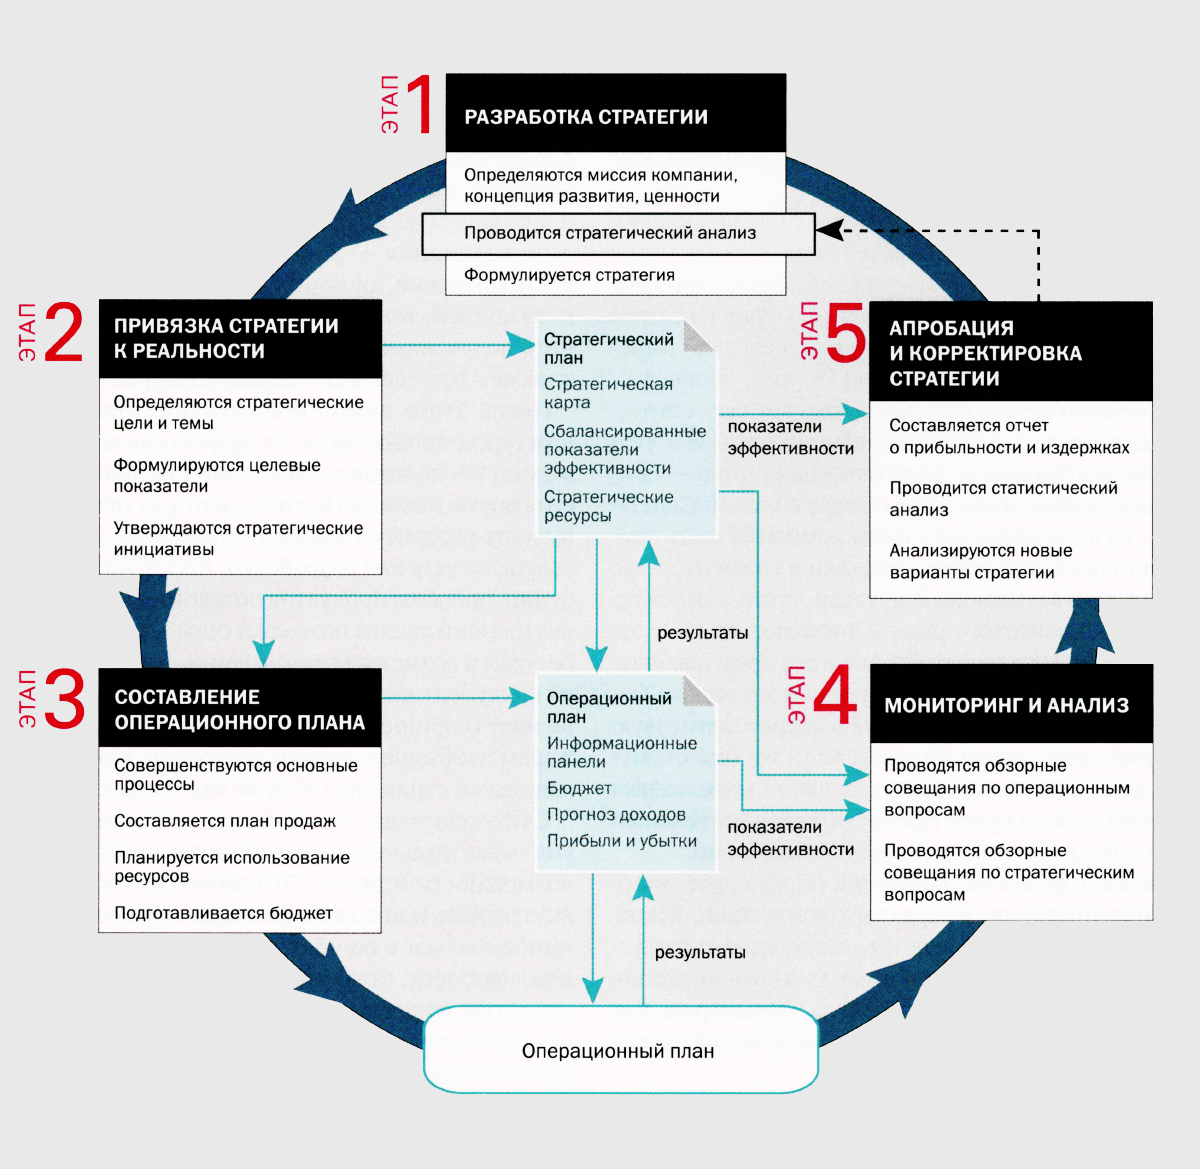 ЭТАП 1
РАЗРАБОТКА СТРАТЕГИИ
Определяются миссия компании,
концепция развития, ценности
Проводится стратегический анализ
Формулируется стратегия
ЭТАП 2
ПРИВЯЗКА СТРАТЕГИИ
К РЕАЛЬНОСТИ
Определяются стратегические
цели и темы
Формулируются целевые
показатели
Утверждаются стратегические
инициативы
Стратегический
план
Стратегическая
карта
Сбалансированные
показатели
эффективности
Стратегические
ресурсы
показатели
эффективности
ЭТАП 5
АПРОБАЦИЯ
И КОРРЕКТИРОВКА
СТРАТЕГИИ
Составляется отчет
о прибыльности и издержках
Проводится статистический
анализ
Анализируются новые
варианты стратегии
результаты
ЭТАП 3
СОСТАВЛЕНИЕ
ОПЕРАЦИОННОГО ПЛАНА
Совершенствуются основные
процессы
Составляется план продаж
Планируется использование
ресурсов
Подготавливается бюджет
Операционный
план
Информационные
панели
Бюджет
Прогноз доходов
Прибыли и убытки
показатели
эффективности
ЭТАП 4
МОНИТОРИНГ И АНАЛИЗ
Проводятся обзорные
совещания по операционным
вопросам
Проводятся обзорные
совещания по стратегическим
вопросам
результаты
Операционный план